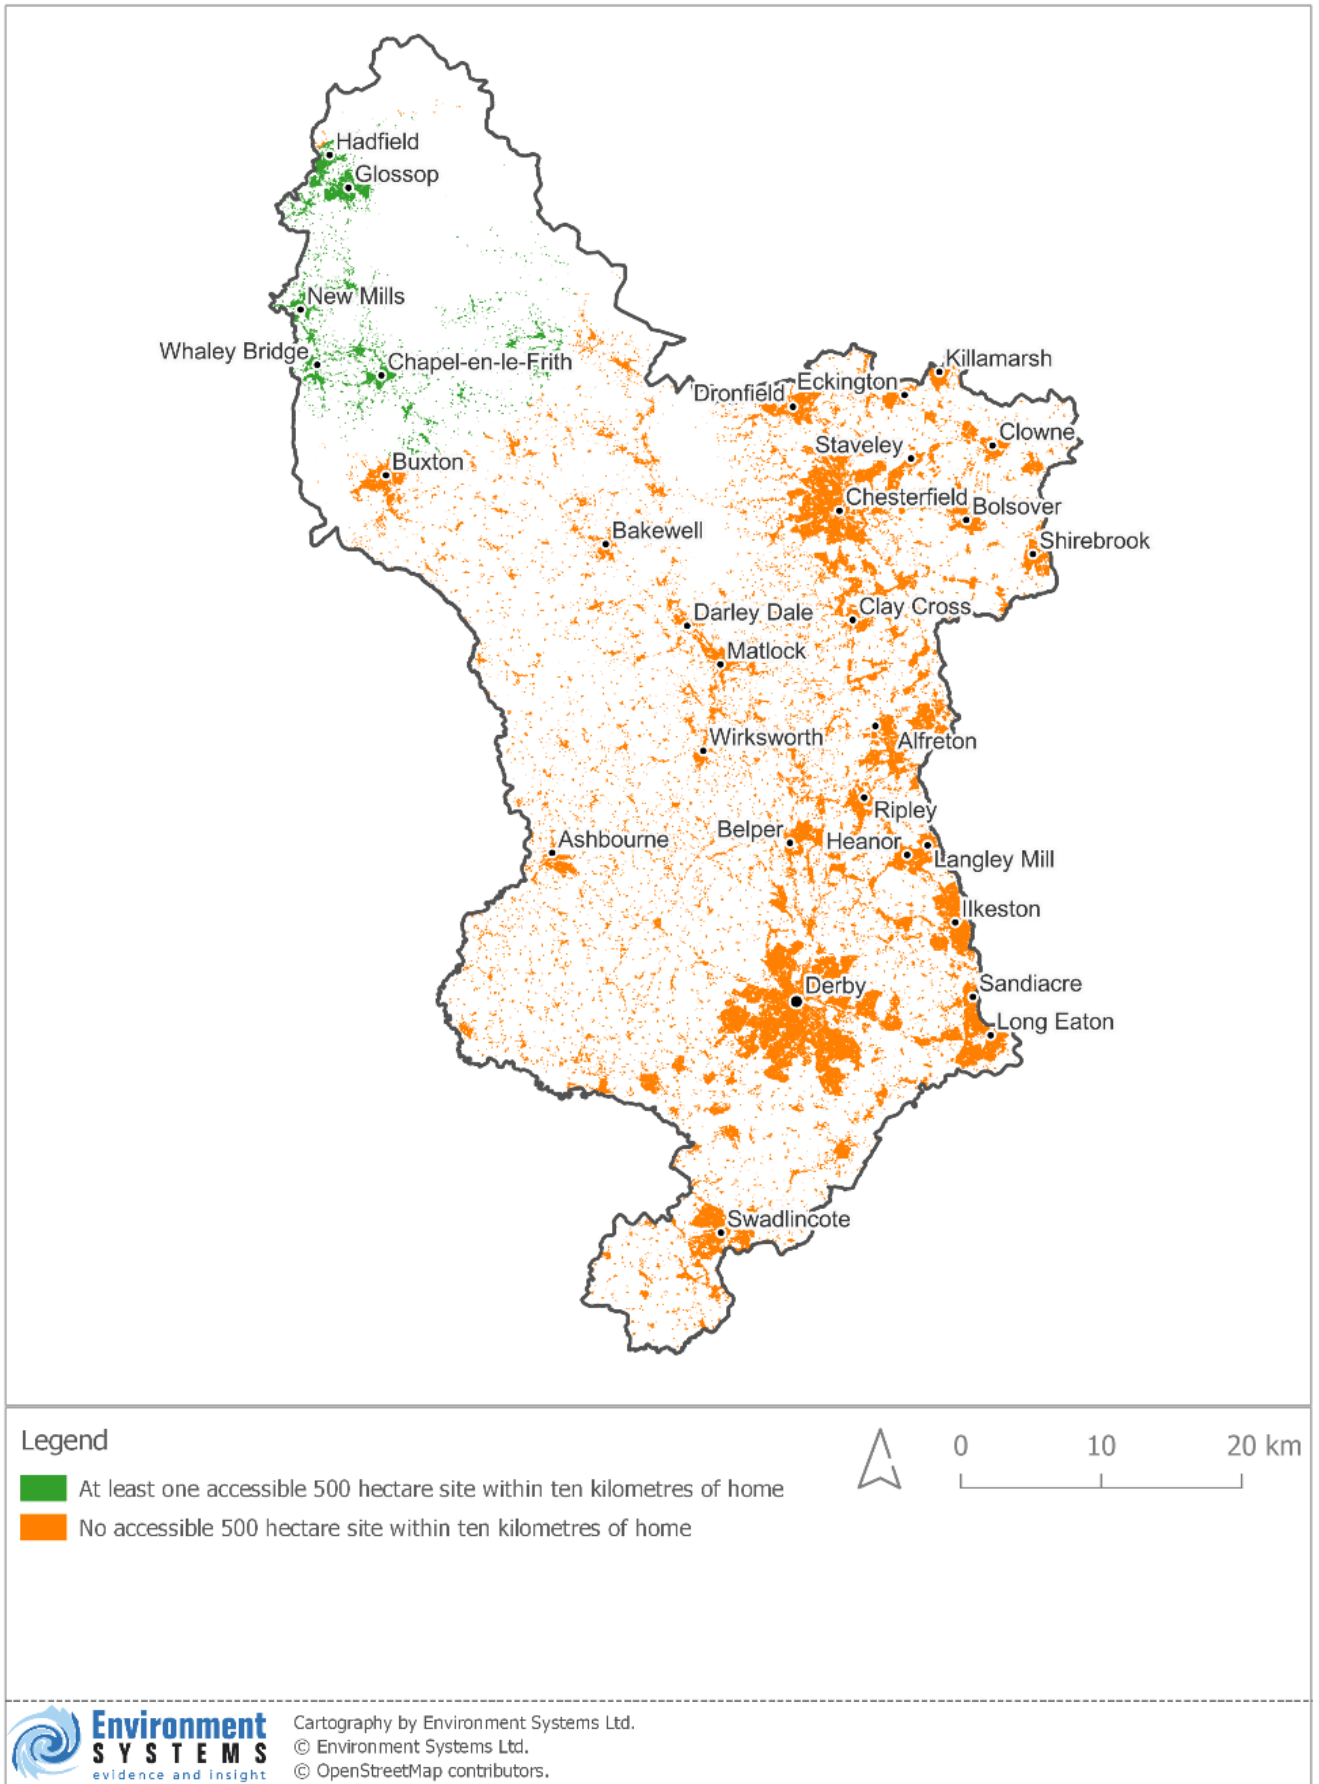 Hadfield
Glossop
New Mills
Whaley Bridge
Chapel-en-le-Frith
Killamarsh
Eckington
Dronfield
Clowne
Staveley
Buxton
Chesterfield
Bolsover
Bakewell
Shirebrook
Darley Dale
Clay Cross
Matlock
Wirksworth
Alfreton
Ripley
Belper
Heanor
Ashbourne
Langley Mill
Ilkeston
Sandiacre
Derby
Long Eaton
Swadlincote
Legend
0 10 20 km
At least one accessible 500 hectare site within ten kilometres of home
No accessible 500 hectare site within ten kilometres of home
Environment
SYSTEMS
evidence and insight
Cartography by Environment Systems Ltd.
© Environment Systems Ltd.
© OpenStreetMap contributors.